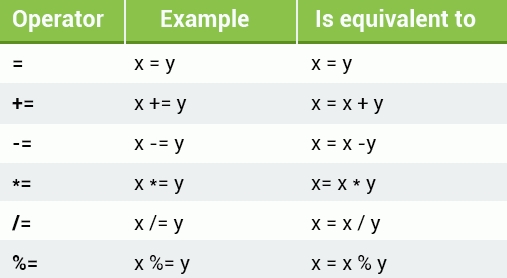 Operator Example Is equivalent to
= x = y x = y
+= x += y x = x + y
-= x -= y x = x -y
*= x *= y x= x * y
/= x /= y x = x / y
%= x %= y x = x % y